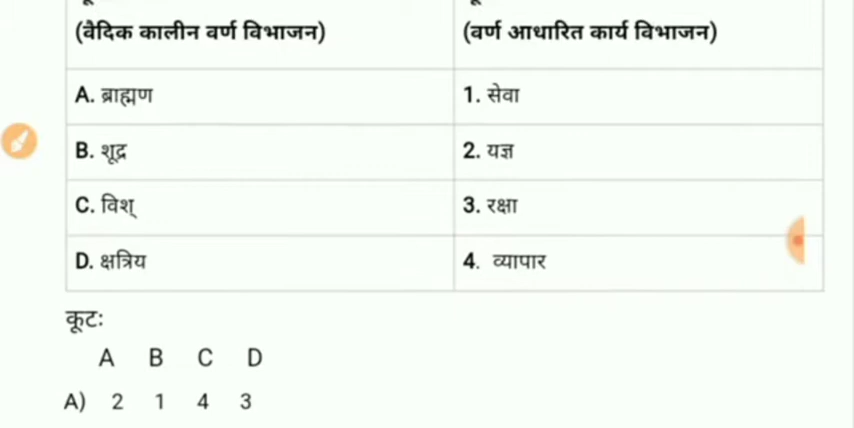 (वैदिक कालीन वर्ण विभाजन) (वर्ण आधारित कार्य विभाजन)
A. ब्राह्मण 1. सेवा
B. शूद्र 2. यज्ञ
C. विश् 3. रक्षा
D. क्षत्रिय 4. व्यापार
कूटः
A B C D
A) 2 1 4 3